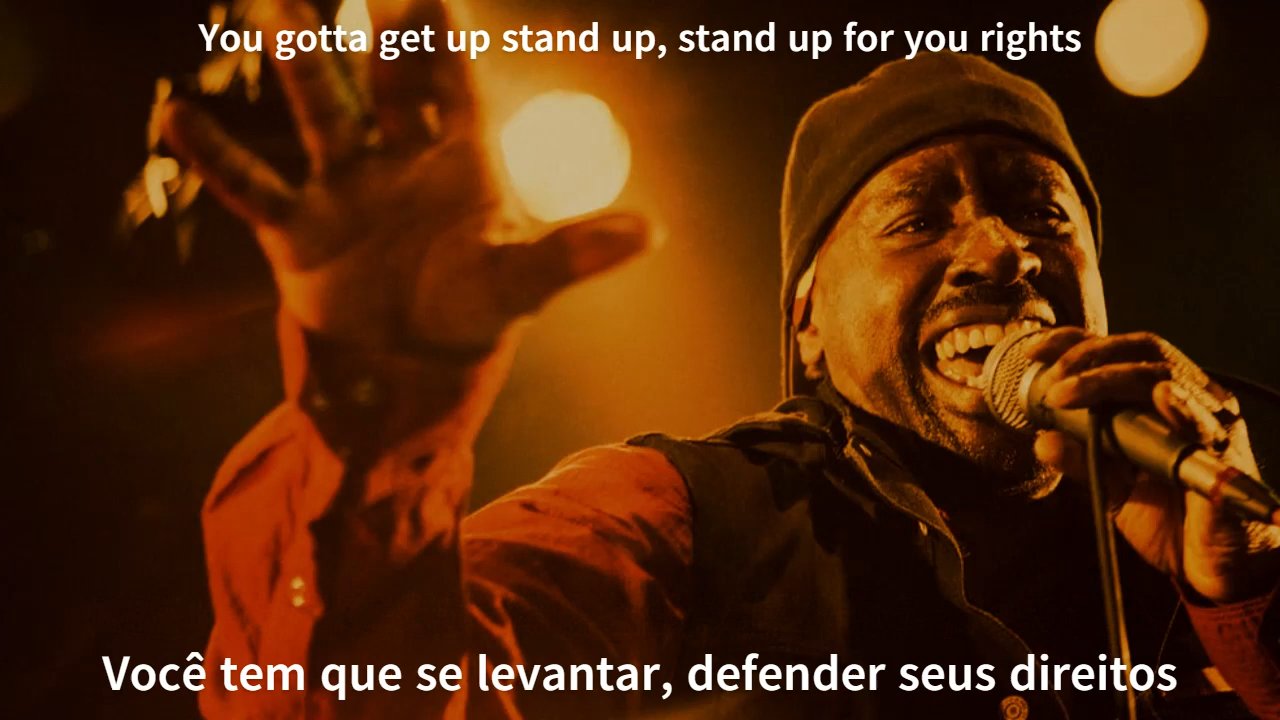 You gotta get up stand up, stand up for you rights
Você tem que se levantar, defender seus direitos